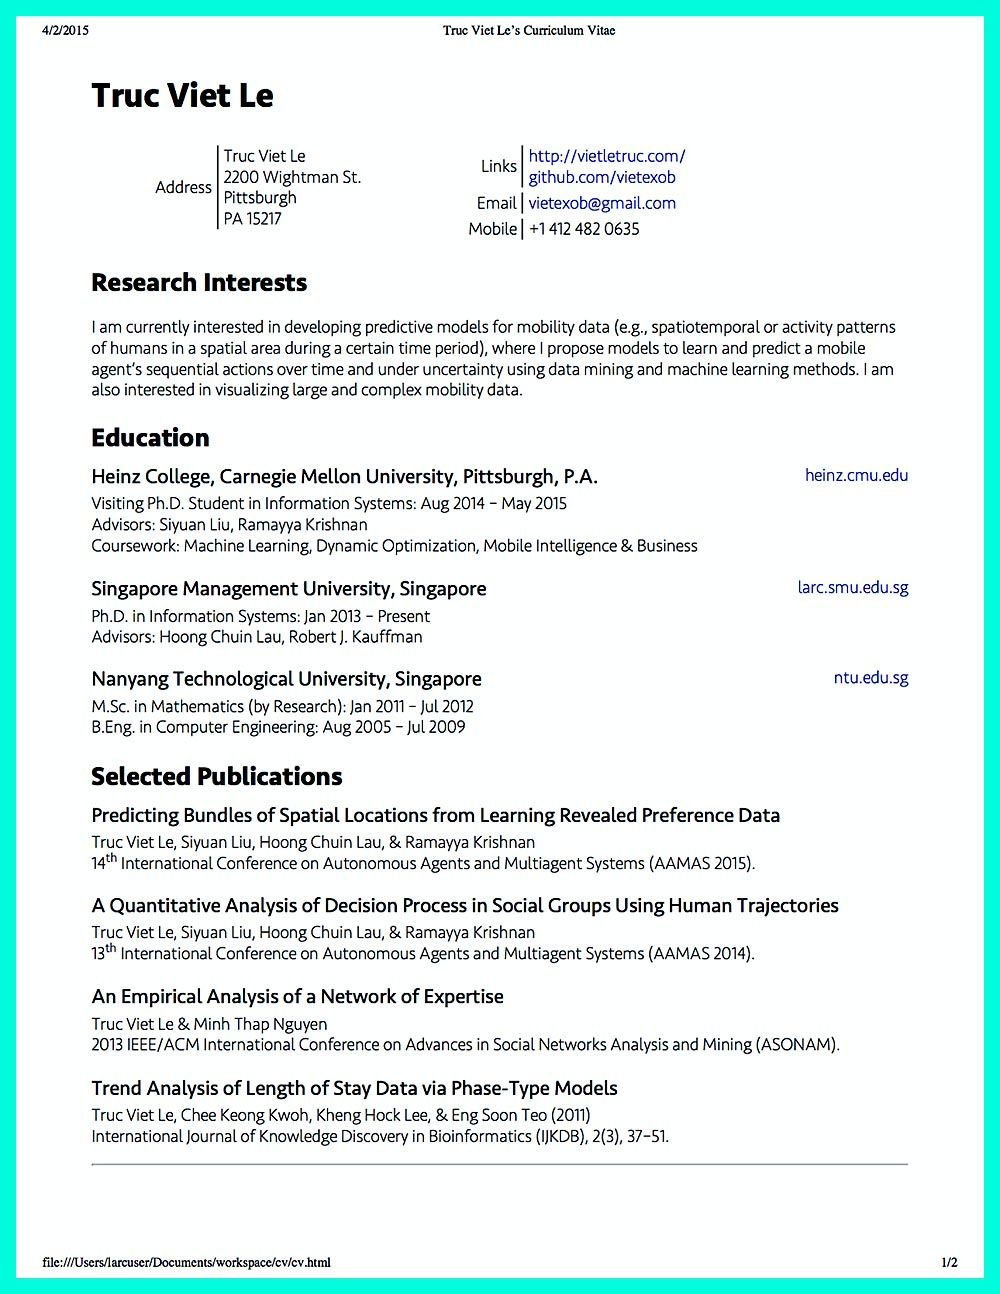 4/2/2015 Truc Viet Le's Curriculum Vitae
Truc Viet Le
Address
Truc Viet Le
2200 Wightman St.
Pittsburgh
PA 15217
Links
http://vietletruc.com/
github.com/vietexob
Email vietexob@gmail.com
Mobile +1 412 482 0635
Research Interests
I am currently interested in developing predictive models for mobility data (e.g., spatiotemporal or activity patterns
of humans in a spatial area during a certain time period), where I propose models to learn and predict a mobile
agent's sequential actions over time and under uncertainty using data mining and machine learning methods. I am
also interested in visualizing large and complex mobility data.
Education
Heinz College, Carnegie Mellon University, Pittsburgh, P.A. heinz.cmu.edu
Visiting Ph.D. Student in Information Systems: Aug 2014 – May 2015
Advisors: Siyuan Liu, Ramayya Krishnan
Coursework: Machine Learning, Dynamic Optimization, Mobile Intelligence & Business
Singapore Management University, Singapore larc.smu.edu.sg
Ph.D. in Information Systems: Jan 2013 – Present
Advisors: Hoong Chuin Lau, Robert J. Kauffman
Nanyang Technological University, Singapore ntu.edu.sg
M.Sc. in Mathematics (by Research): Jan 2011 – Jul 2012
B.Eng. in Computer Engineering: Aug 2005 – Jul 2009
Selected Publications
Predicting Bundles of Spatial Locations from Learning Revealed Preference Data
Truc Viet Le, Siyuan Liu, Hoong Chuin Lau, & Ramayya Krishnan
14th International Conference on Autonomous Agents and Multiagent Systems (AAMAS 2015).
A Quantitative Analysis of Decision Process in Social Groups Using Human Trajectories
Truc Viet Le, Siyuan Liu, Hoong Chuin Lau, & Ramayya Krishnan
13th International Conference on Autonomous Agents and Multiagent Systems (AAMAS 2014).
An Empirical Analysis of a Network of Expertise
Truc Viet Le & Minh Thap Nguyen
2013 IEEE/ACM International Conference on Advances in Social Networks Analysis and Mining (ASONAM).
Trend Analysis of Length of Stay Data via Phase-Type Models
Truc Viet Le, Chee Keong Kwoh, Kheng Hock Lee, & Eng Soon Teo (2011)
International Journal of Knowledge Discovery in Bioinformatics (IJKDB), 2(3), 37–51.
file:///Users/larcuser/Documents/workspace/cv/cv.html 1/2